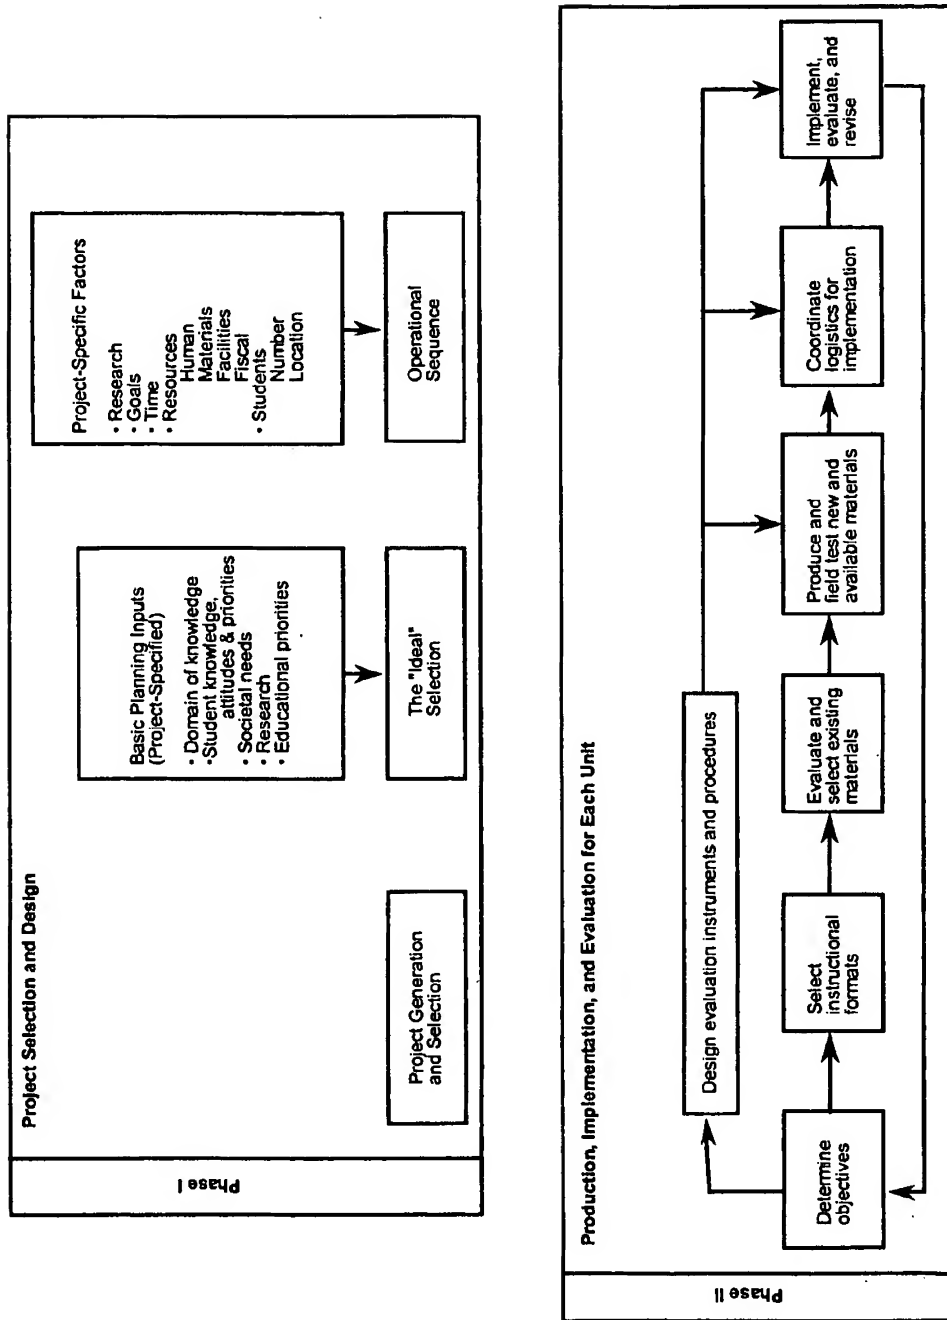 Phase I
Project Selection and Design
Project Generation
and Selection
Basic Planning Inputs
(Project-Specified)
• Domain of knowledge
•Student knowledge,
attitudes & priorities
• Societal needs
• Research
• Educational priorities
The "Ideal"
Selection
Project-Specific Factors
• Research
• Goals
• Time
• Resources
Human
Materials
Facilities
Fiscal
• Students
Number
Location
Operational
Sequence
Phase II
Production, Implementation, and Evaluation for Each Unit
Design evaluation instruments and procedures
Determine
objectives
Select
instructional
formats
Evaluate and
select existing
materials
Produce and
field test new and
available materials
Coordinate
logistics for
implementation
Implement,
evaluate, and
revise